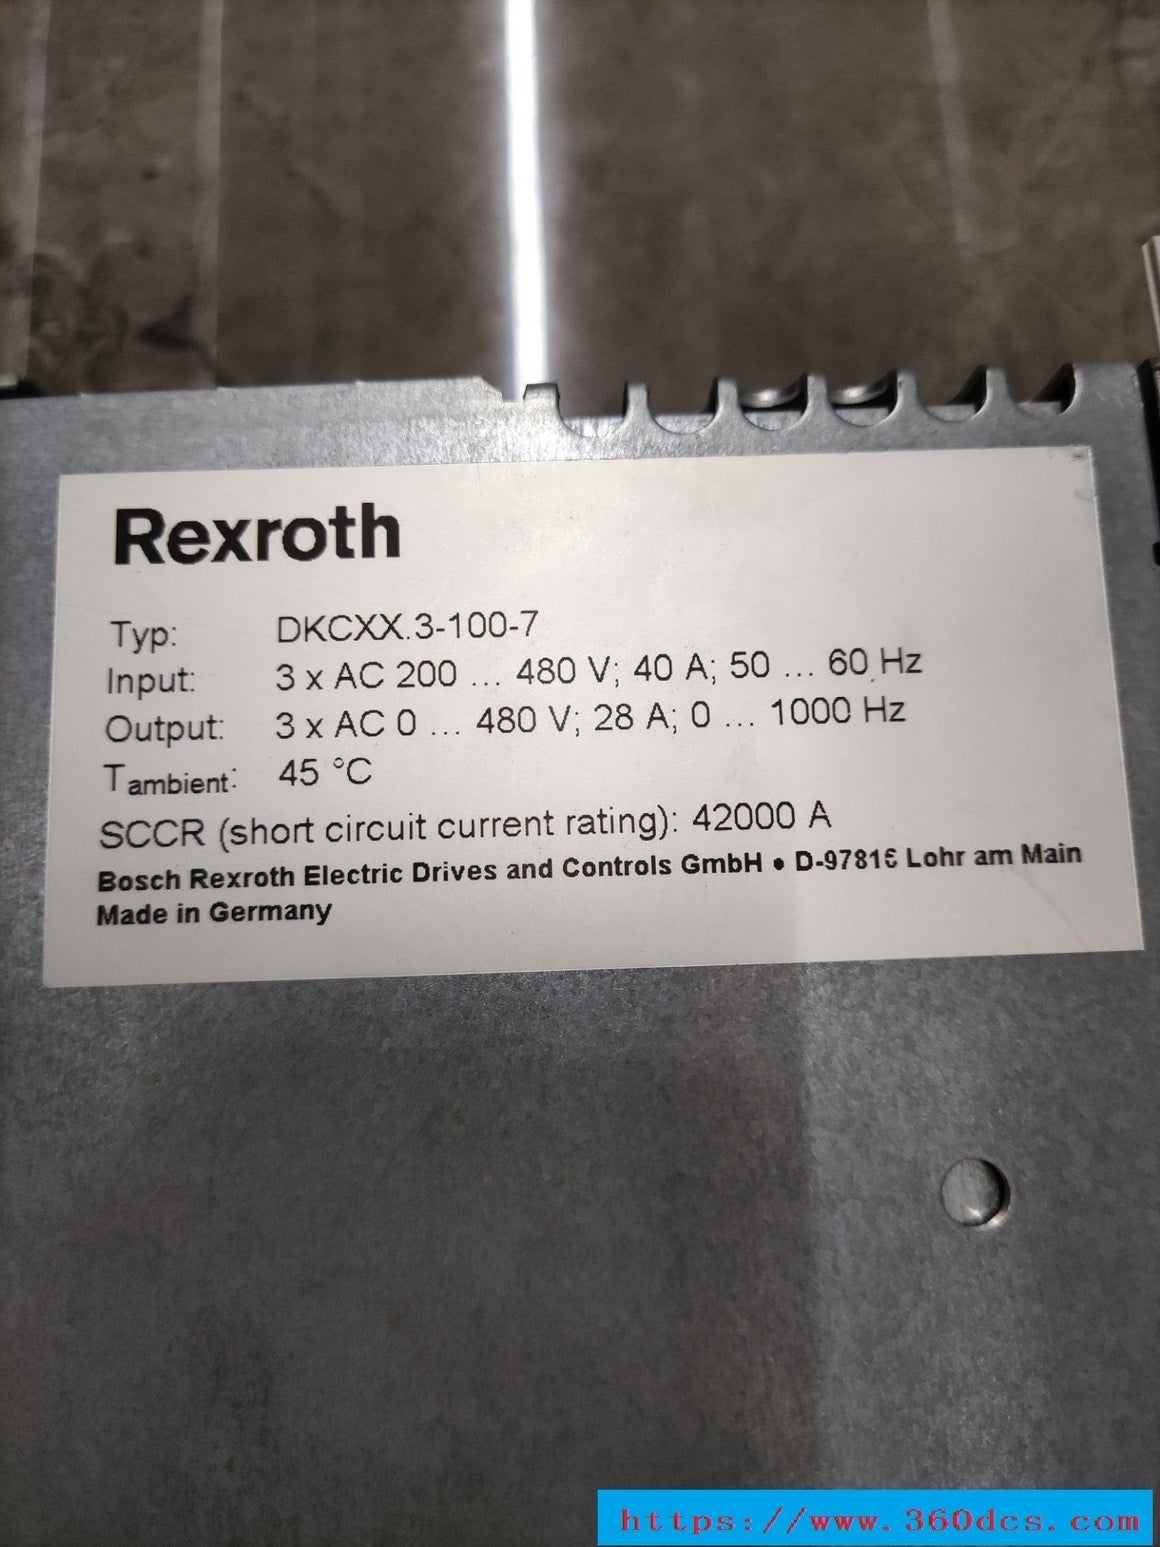 Rexroth
Typ: DKCXX.3-100-7
Input: 3 x AC 200 ... 480 V; 40 A; 50 ... 60 Hz
Output: 3 x AC 0 ... 480 V; 28 A; 0 ... 1000 Hz
Tambient: 45 °C
SCCR (short circuit current rating): 42000 A
Bosch Rexroth Electric Drives and Controls GmbH • D-97816 Lohr am Main
Made in Germany
https://www.360dcs.com